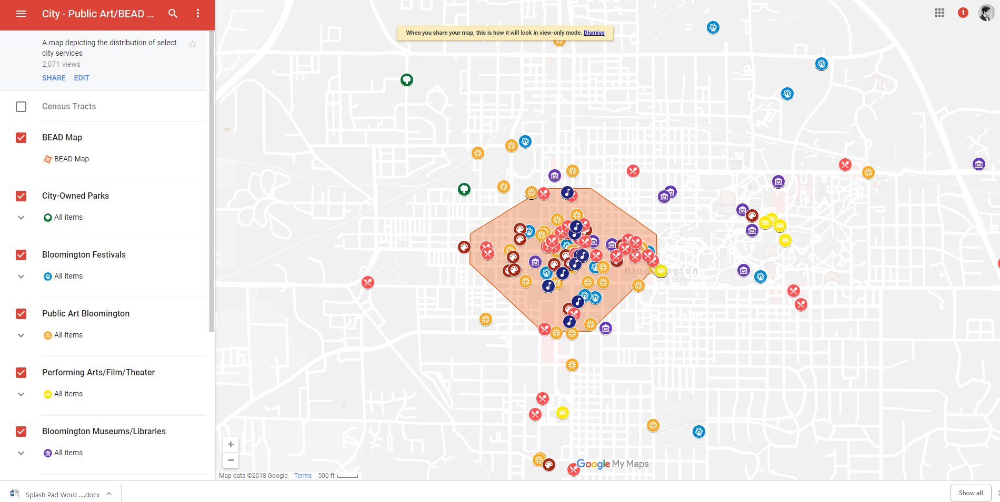 City - Public Art/BEAD ...
A map depicting the distribution of select
city services
2,071 views
SHARE EDIT
Census Tracts
BEAD Map
BEAD Map
City-Owned Parks
All items
Bloomington Festivals
All items
Public Art Bloomington
All items
Performing Arts/Film/Theater
All items
Bloomington Museums/Libraries
All items
When you share your map, this is how it will look in view-only mode. Dismiss
1
Bloomington
Google My Maps
Map data ©2018 Google Terms 500 ft
Splash Pad Word ....docx
Show all